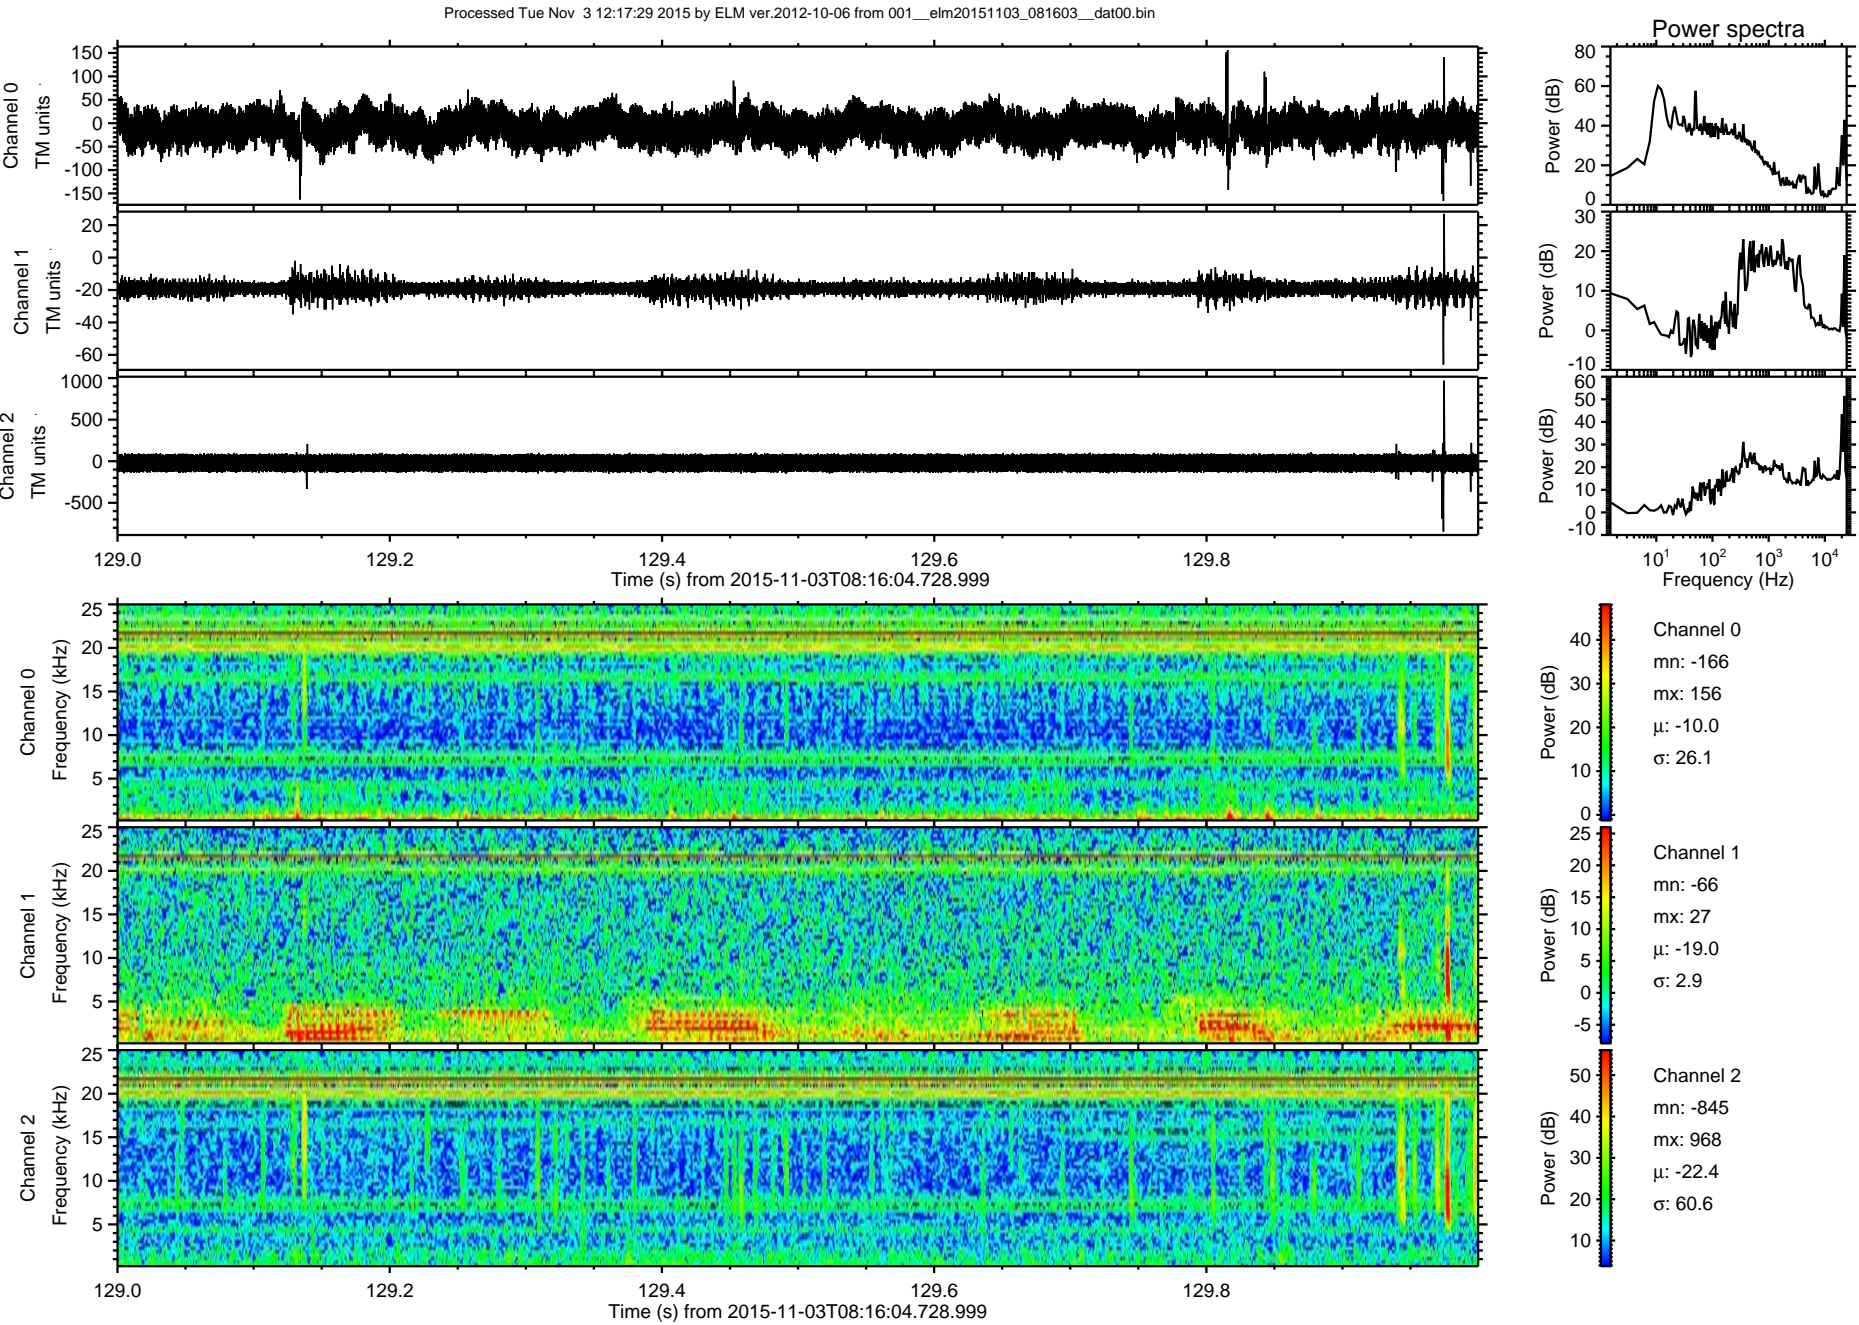 Processed Tue Nov  3 12:17:29 2015 by ELM ver.2012-10-06 from 001__elm20151103_081603__dat00.bin
Power spectra
Channel 0
TM units
150
100
50
0
-50
-100
-150
Power (dB)
80
60
40
20
0
Channel 1
TM units
20
0
-20
-40
-60
Power (dB)
30
20
10
0
-10
Channel 2
TM units
1000
500
0
-500
Power (dB)
60
50
40
30
20
10
0
-10
129.0 129.2 129.4 129.6 129.8
Time (s) from 2015-11-03T08:16:04.728.999
10^1 10^2 10^3 10^4
Frequency (Hz)
Channel 0
Frequency (kHz)
25
20
15
10
5
Power (dB)
40
30
20
10
0
Channel 0
mn: -166
mx: 156
μ: -10.0
σ: 26.1
Channel 1
Frequency (kHz)
25
20
15
10
5
Power (dB)
25
20
15
10
5
0
-5
Channel 1
mn: -66
mx: 27
μ: -19.0
σ: 2.9
Channel 2
Frequency (kHz)
25
20
15
10
5
Power (dB)
50
40
30
20
10
Channel 2
mn: -845
mx: 968
μ: -22.4
σ: 60.6
129.0 129.2 129.4 129.6 129.8
Time (s) from 2015-11-03T08:16:04.728.999